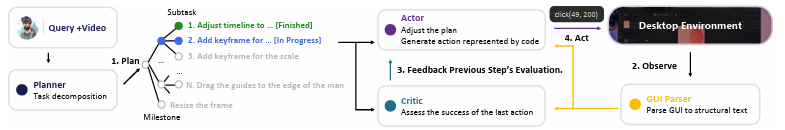 Query +Video
Planner
Task decomposition
1. Plan
Subtask
1. Adjust timeline to ... [Finished]
2. Add keyframe for ... [In Progress]
3. Add keyframe for the scale
...
...
N. Drag the guides to the edge of the man
Resize the frame
Milestone
Actor
Adjust the plan
Generate action represented by code
3. Feedback Previous Step's Evaluation.
Critic
Assess the success of the last action
click(49, 200)
4. Act
Desktop Environment
2. Observe
GUI Parser
Parse GUI to structural text